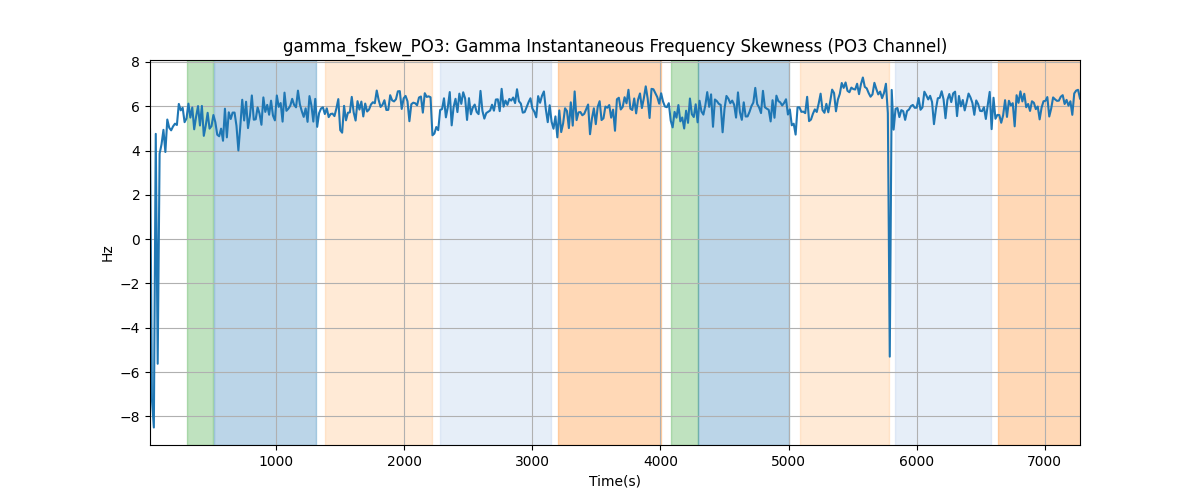 gamma_fskew_PO3: Gamma Instantaneous Frequency Skewness (PO3 Channel)
8
6
4
2
0
−2
−4
−6
−8
Hz
1000 2000 3000 4000 5000 6000 7000
Time(s)